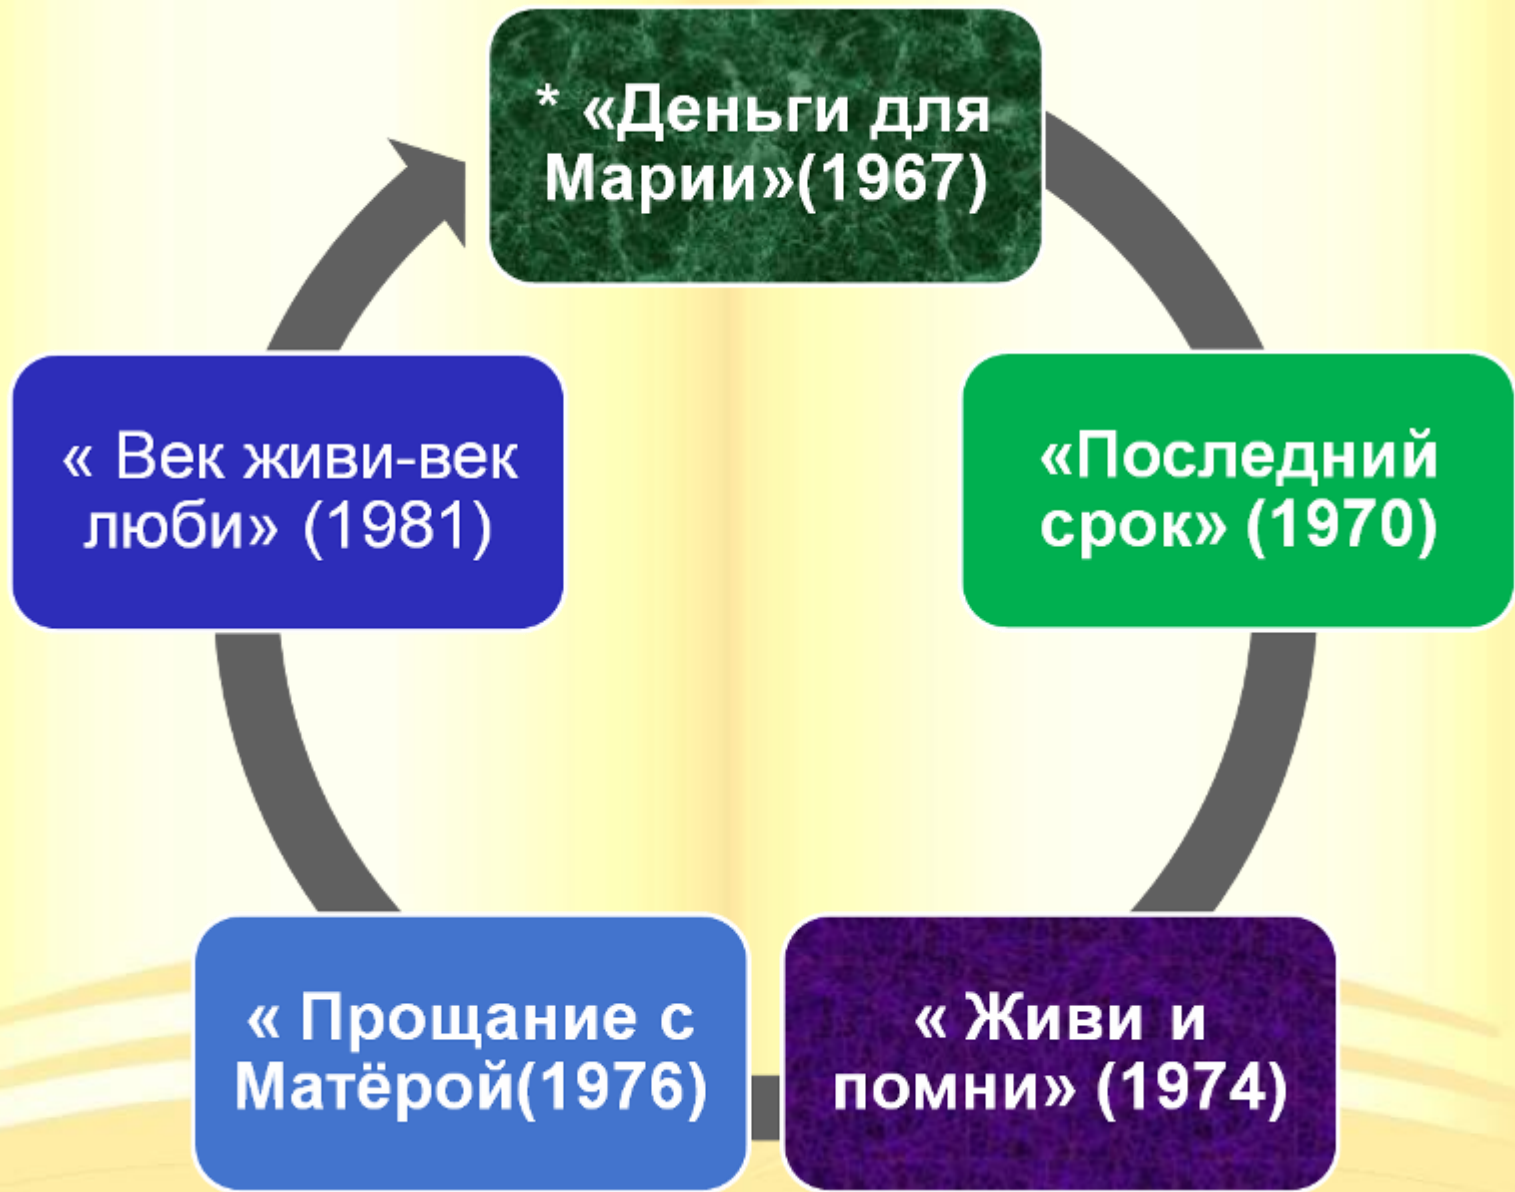 * «Деньги для
Марии»(1967)
«Последний
срок» (1970)
« Живи и
помни» (1974)
« Прощание с
Матёрой(1976)
« Век живи-век
люби» (1981)